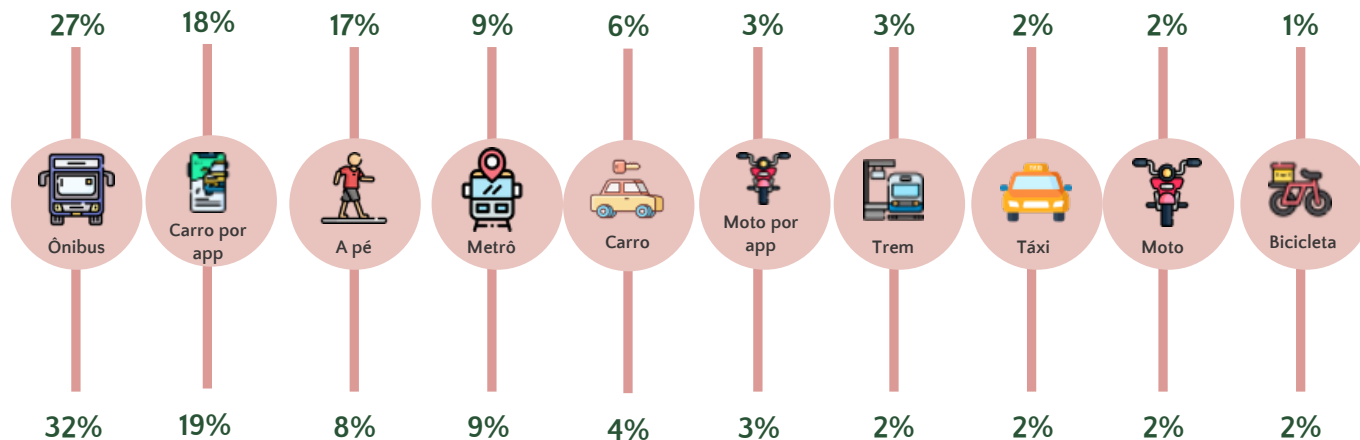 27% 18% 17% 9% 6% 3% 3% 2% 2% 1%
Ônibus
Carro por
app
A pé
Metrô
Carro
Moto por
app
Trem
Táxi
Moto
Bicicleta
32% 19% 8% 9% 4% 3% 2% 2% 2% 2%